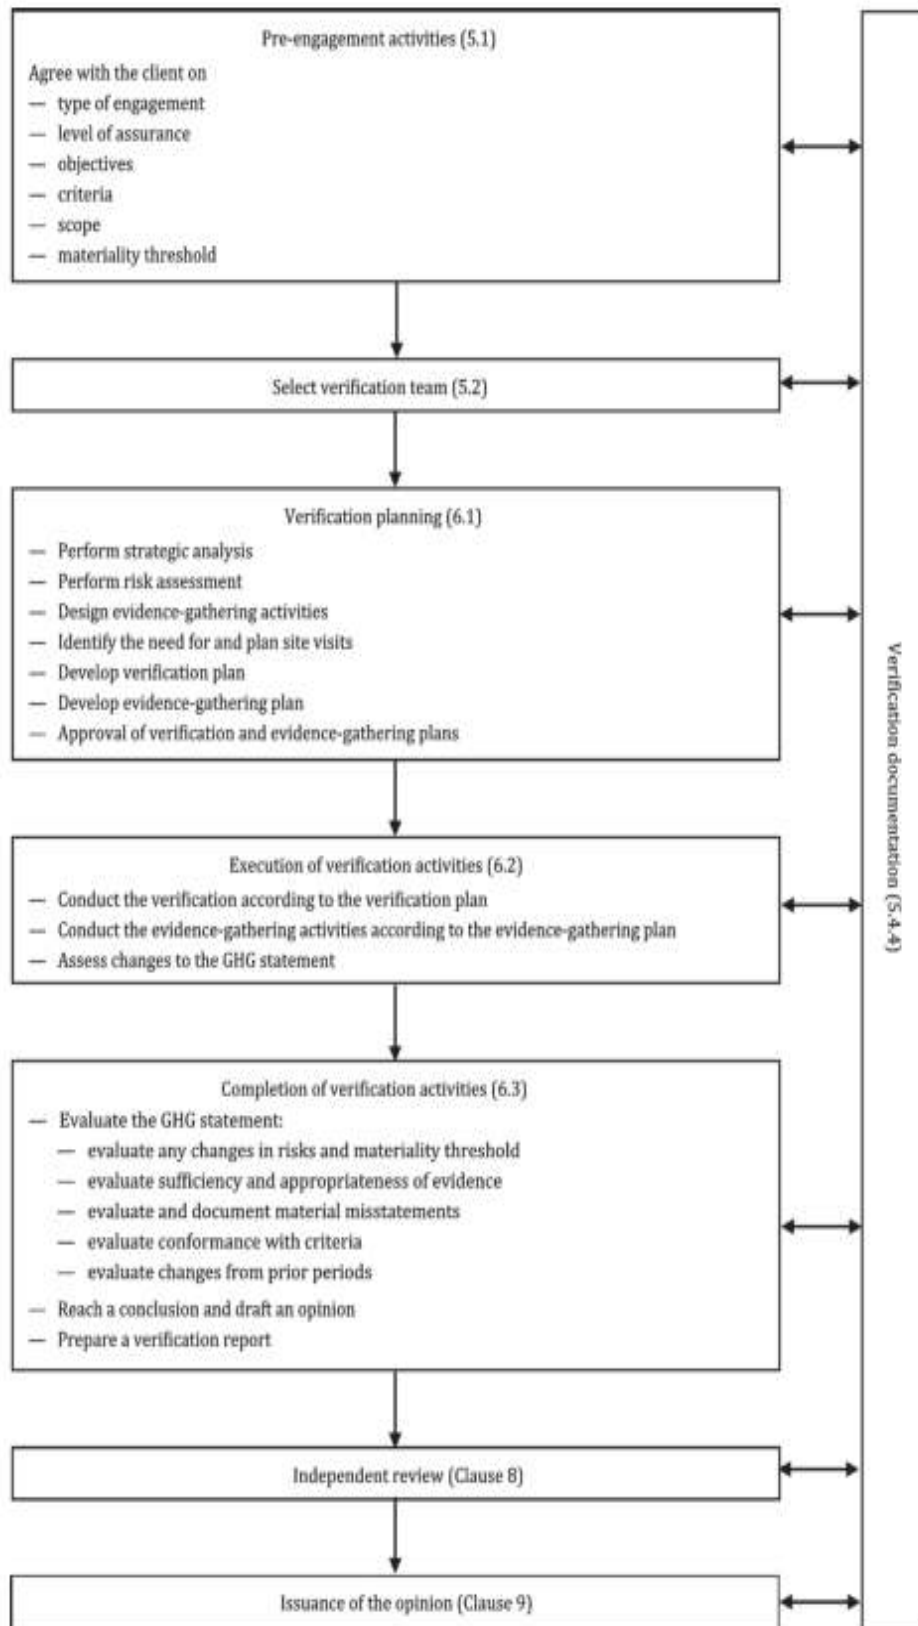 Pre-engagement activities (5.1)
Agree with the client on
— type of engagement
— level of assurance
— objectives
— criteria
— scope
— materiality threshold
Select verification team (5.2)
Verification planning (6.1)
— Perform strategic analysis
— Perform risk assessment
— Design evidence-gathering activities
— Identify the need for and plan site visits
— Develop verification plan
— Develop evidence-gathering plan
— Approval of verification and evidence-gathering plans
Execution of verification activities (6.2)
— Conduct the verification according to the verification plan
— Conduct the evidence-gathering activities according to the evidence-gathering plan
— Assess changes to the GHG statement
Completion of verification activities (6.3)
— Evaluate the GHG statement:
— evaluate any changes in risks and materiality threshold
— evaluate sufficiency and appropriateness of evidence
— evaluate and document material misstatements
— evaluate conformance with criteria
— evaluate changes from prior periods
— Reach a conclusion and draft an opinion
— Prepare a verification report
Independent review (Clause 8)
Issuance of the opinion (Clause 9)
Verification documentation (5.4.4)